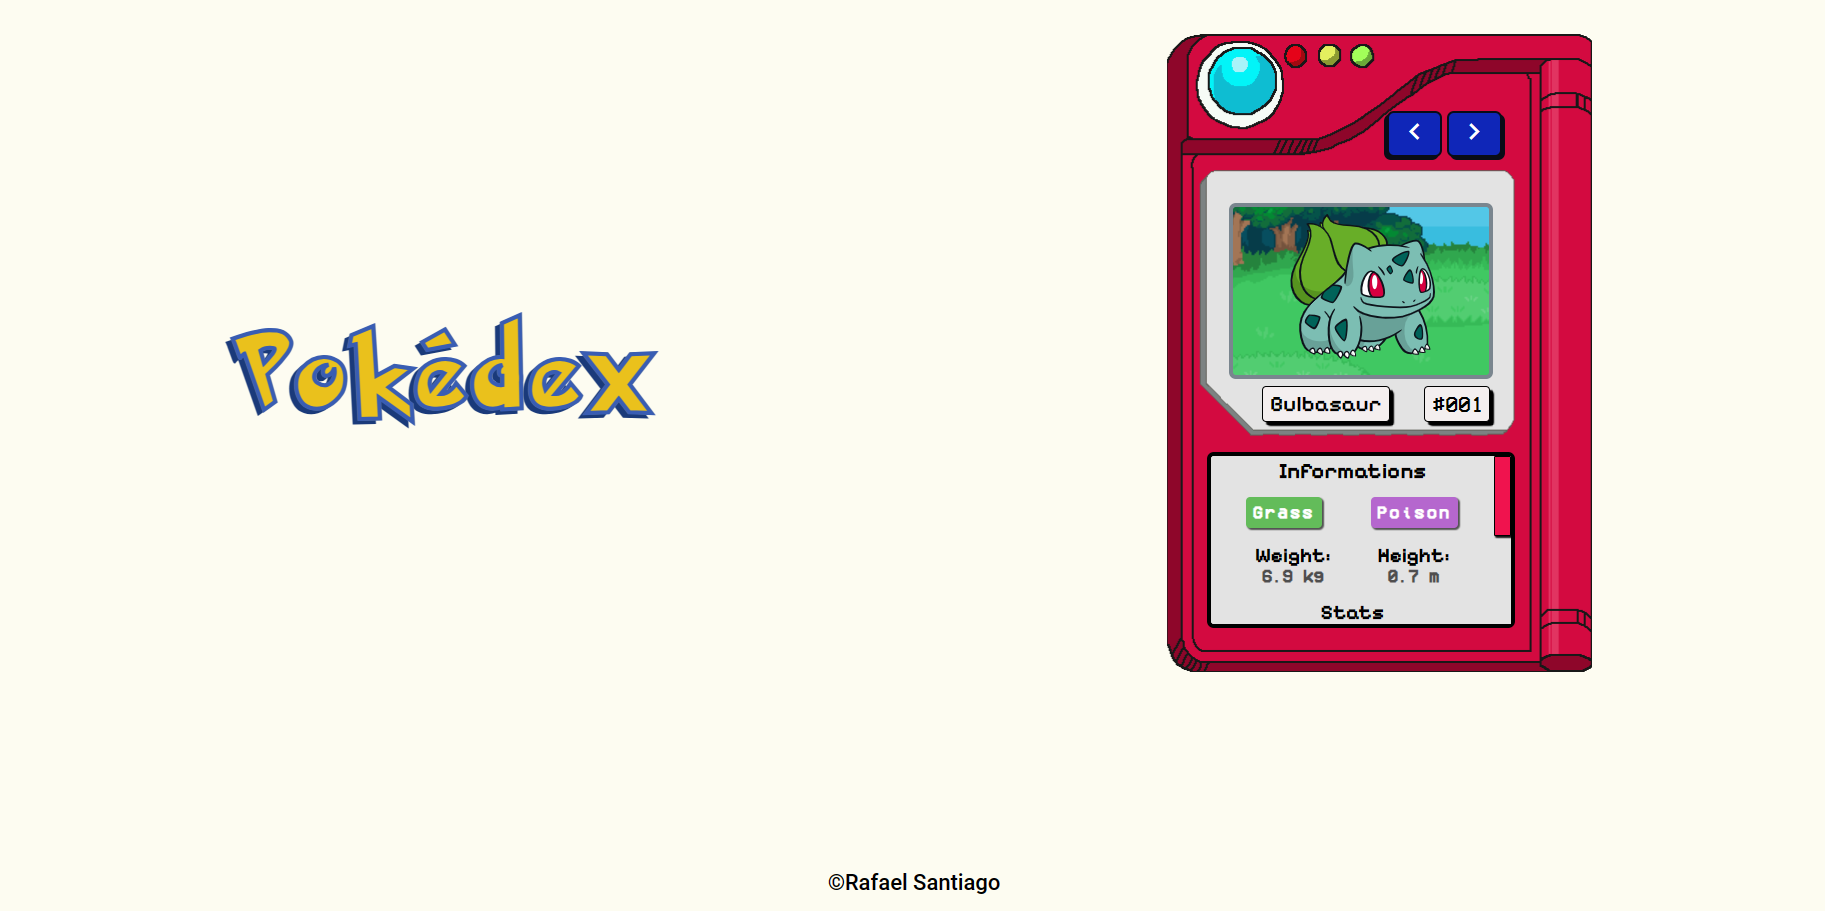 Pokédex
< >
Bulbasaur #001
Informations
Grass Poison
Weight: Height:
6.9 kg 0.7 m
Stats
©Rafael Santiago